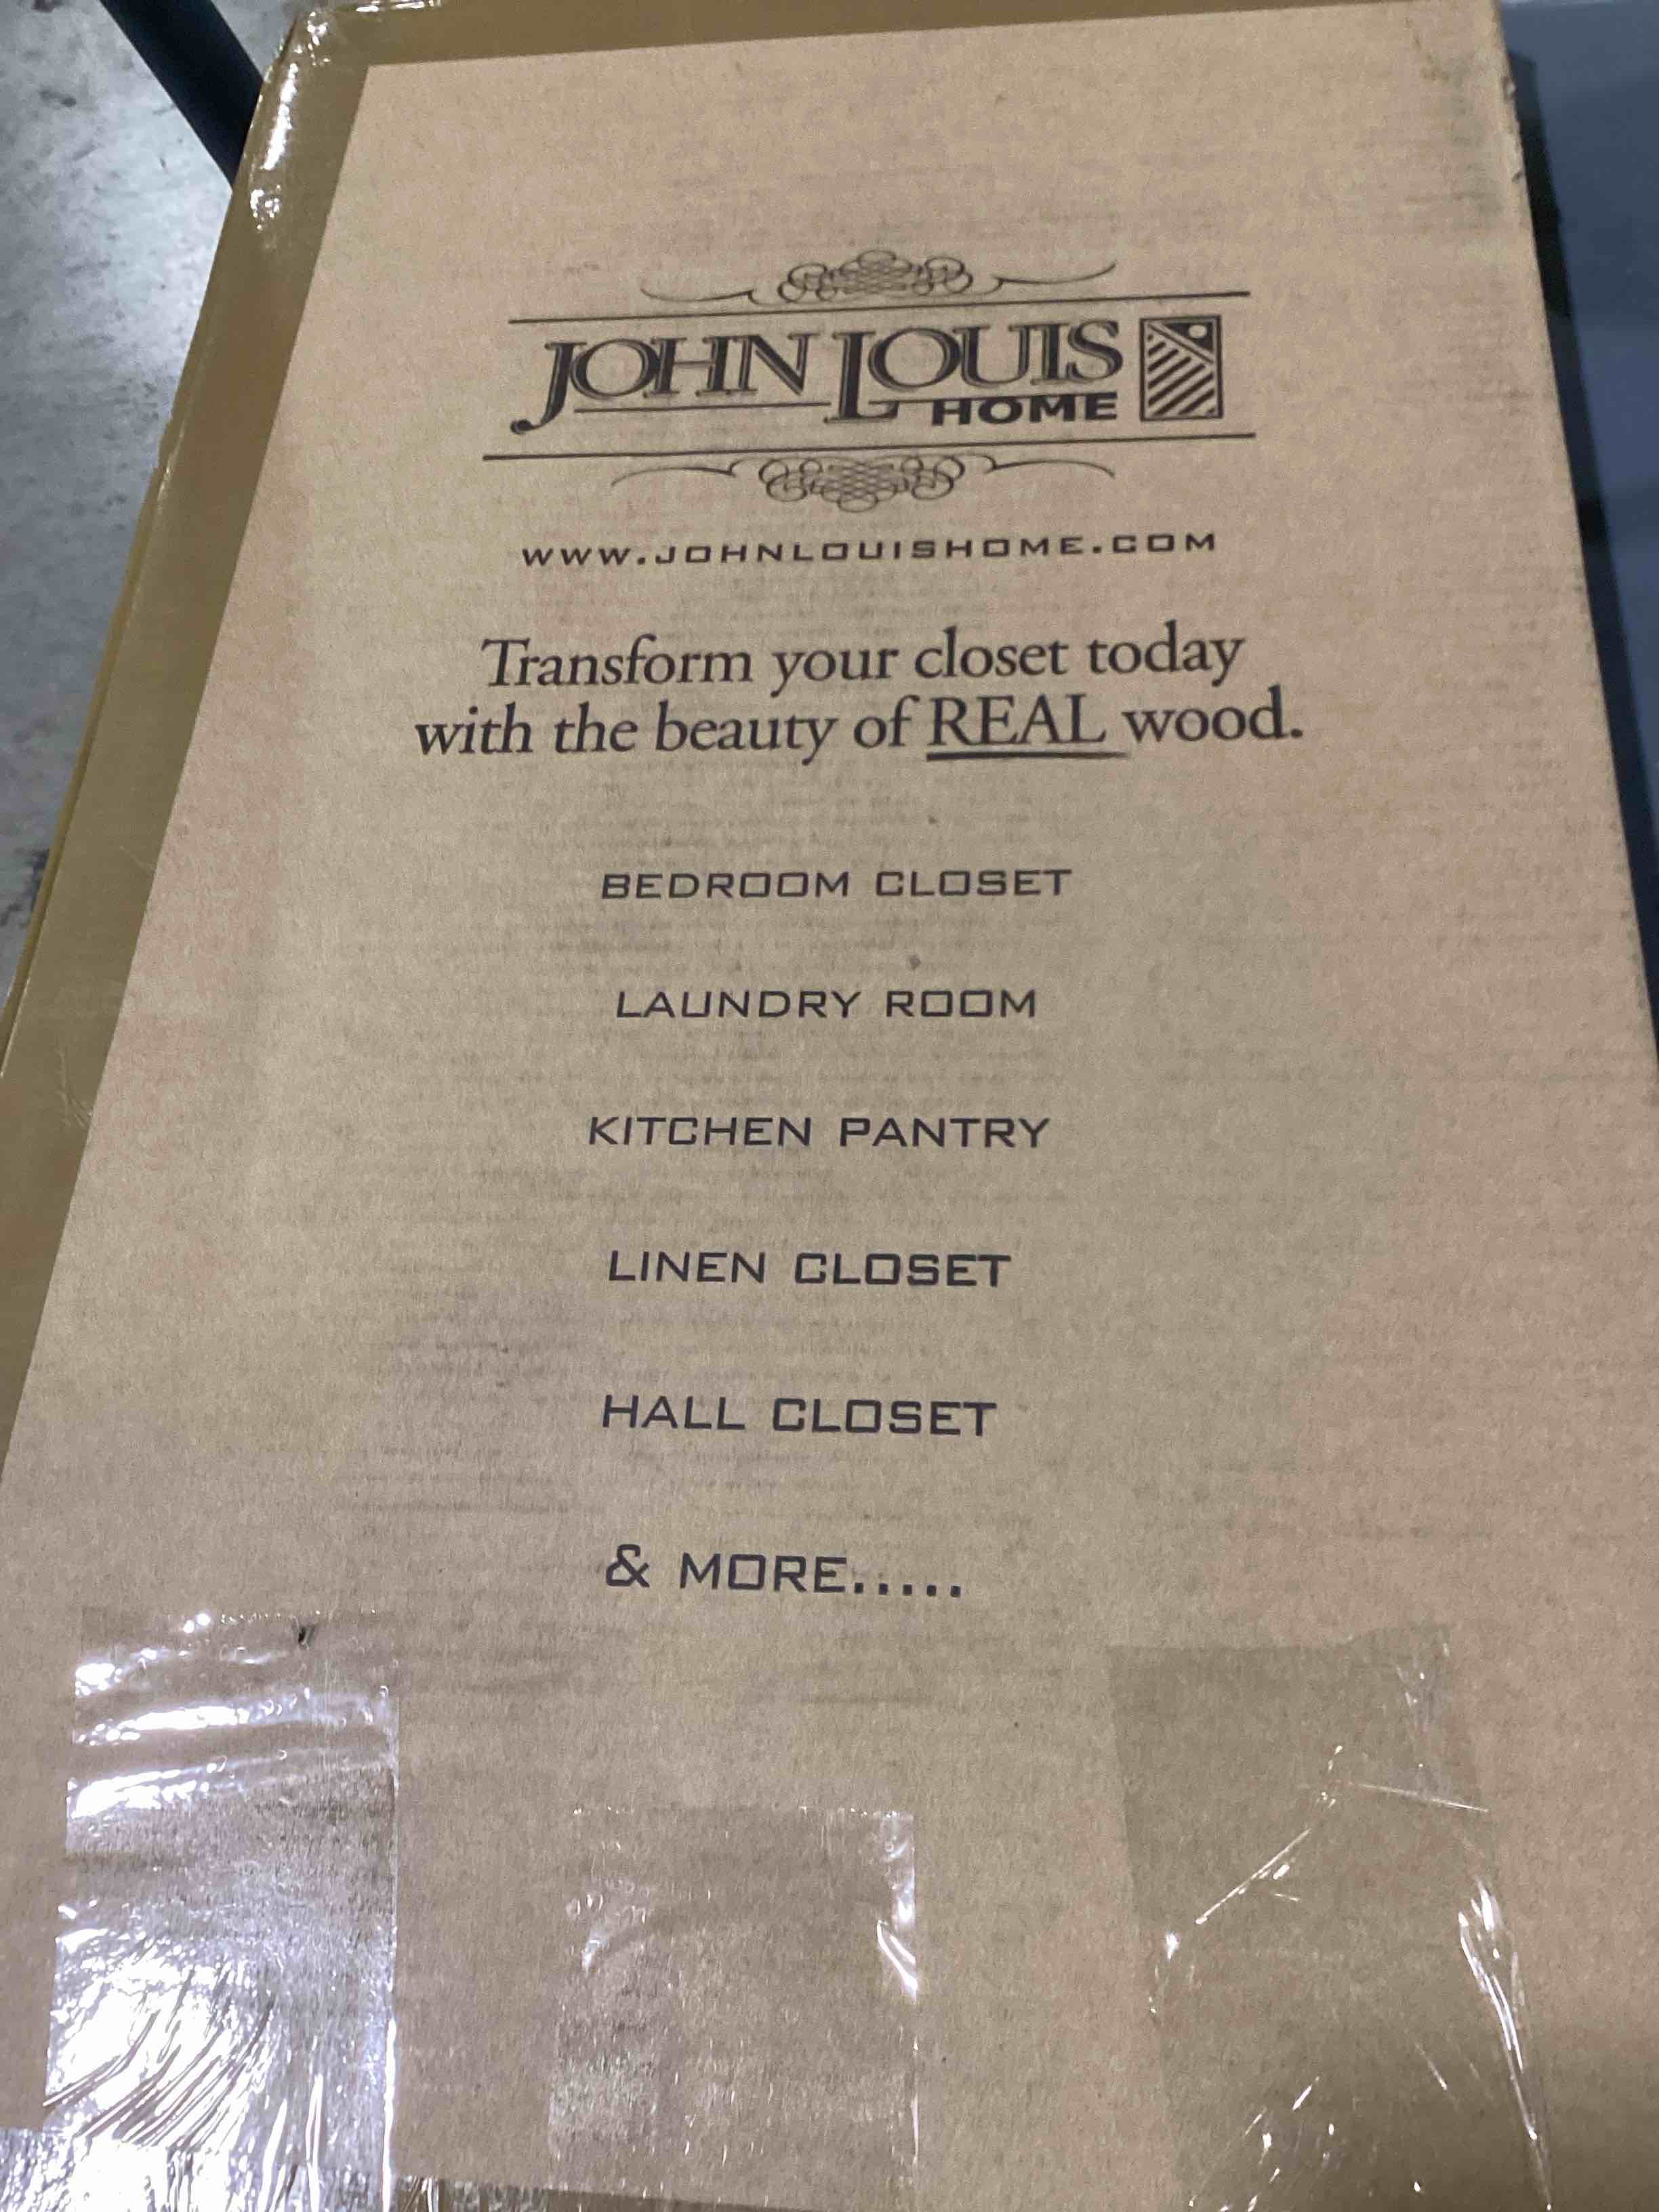 JOHN LOUIS
HOME
WWW.JOHNLOUISHOME.COM
Transform your closet today
with the beauty of REAL wood.
BEDROOM CLOSET
LAUNDRY ROOM
KITCHEN PANTRY
LINEN CLOSET
HALL CLOSET
& MORE.....